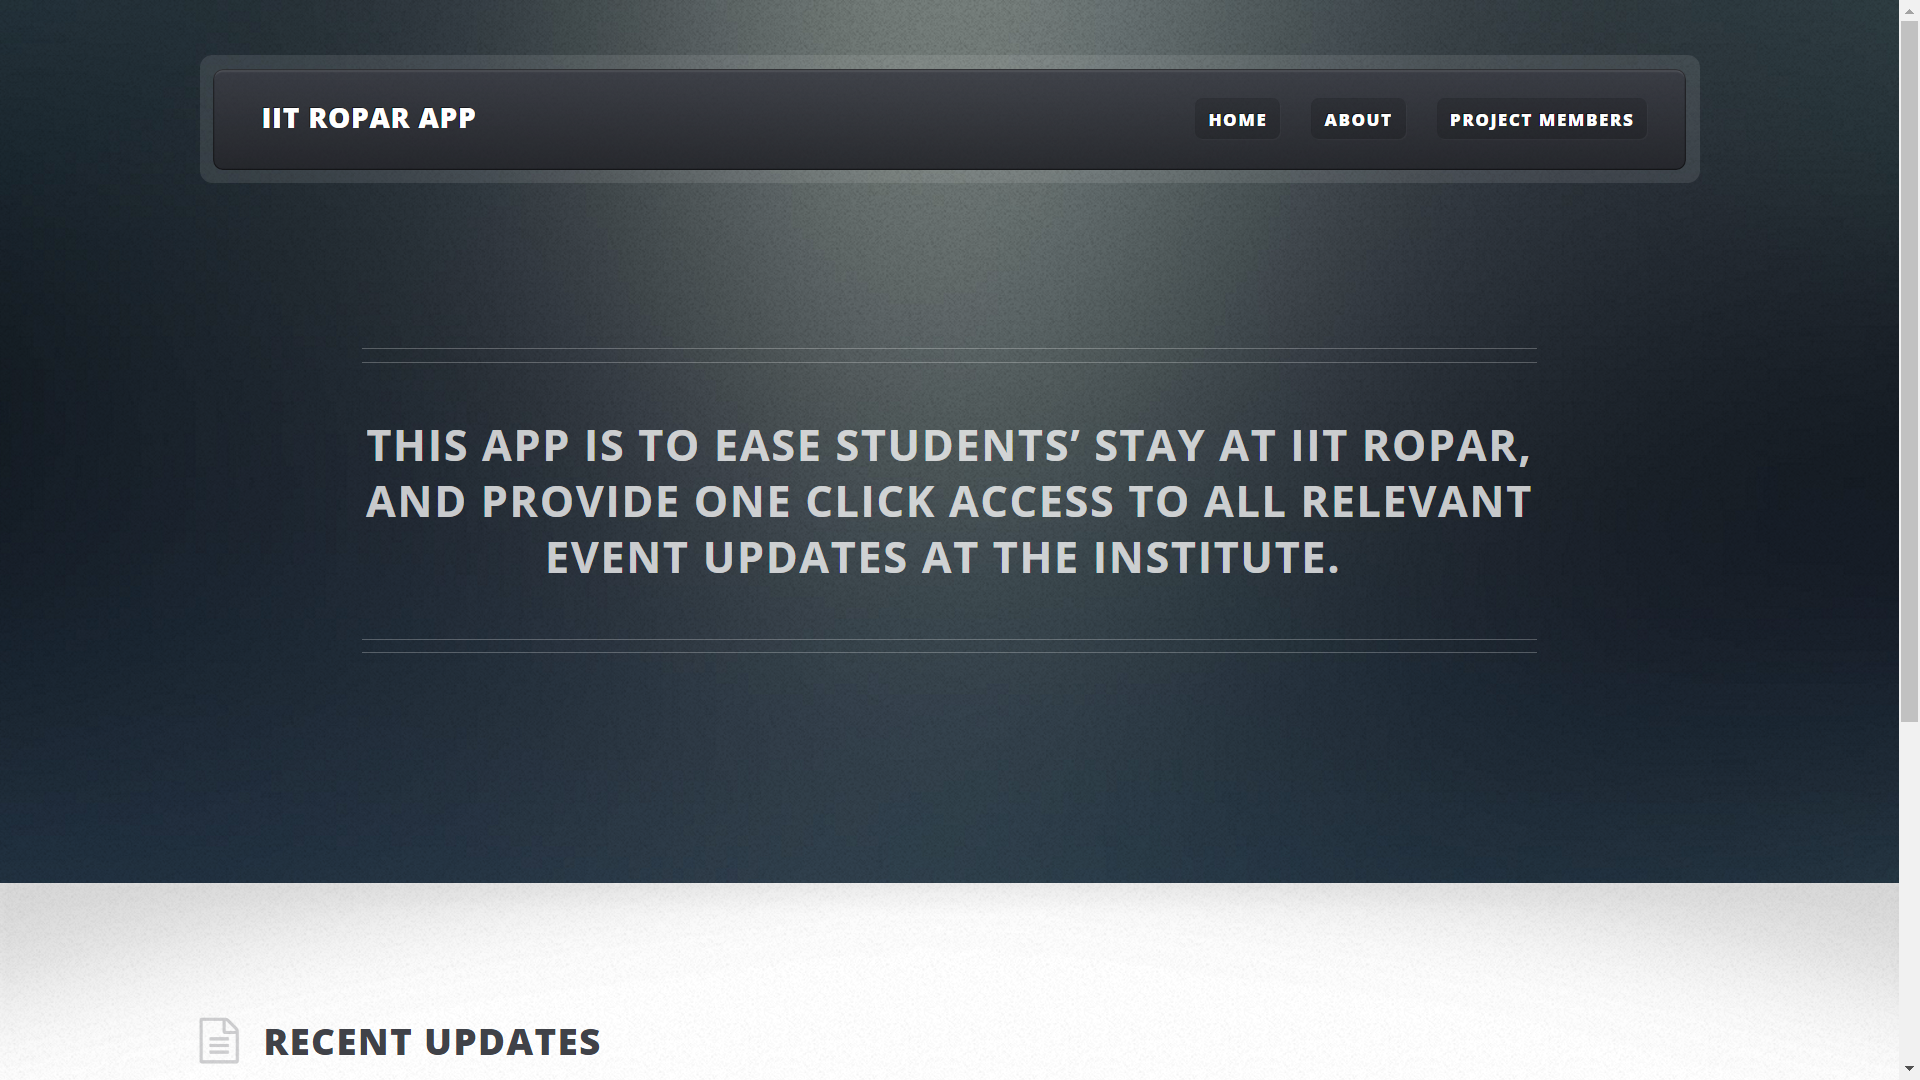 IIT ROPAR APP
HOME
ABOUT
PROJECT MEMBERS
THIS APP IS TO EASE STUDENTS’ STAY AT IIT ROPAR,
AND PROVIDE ONE CLICK ACCESS TO ALL RELEVANT
EVENT UPDATES AT THE INSTITUTE.
RECENT UPDATES